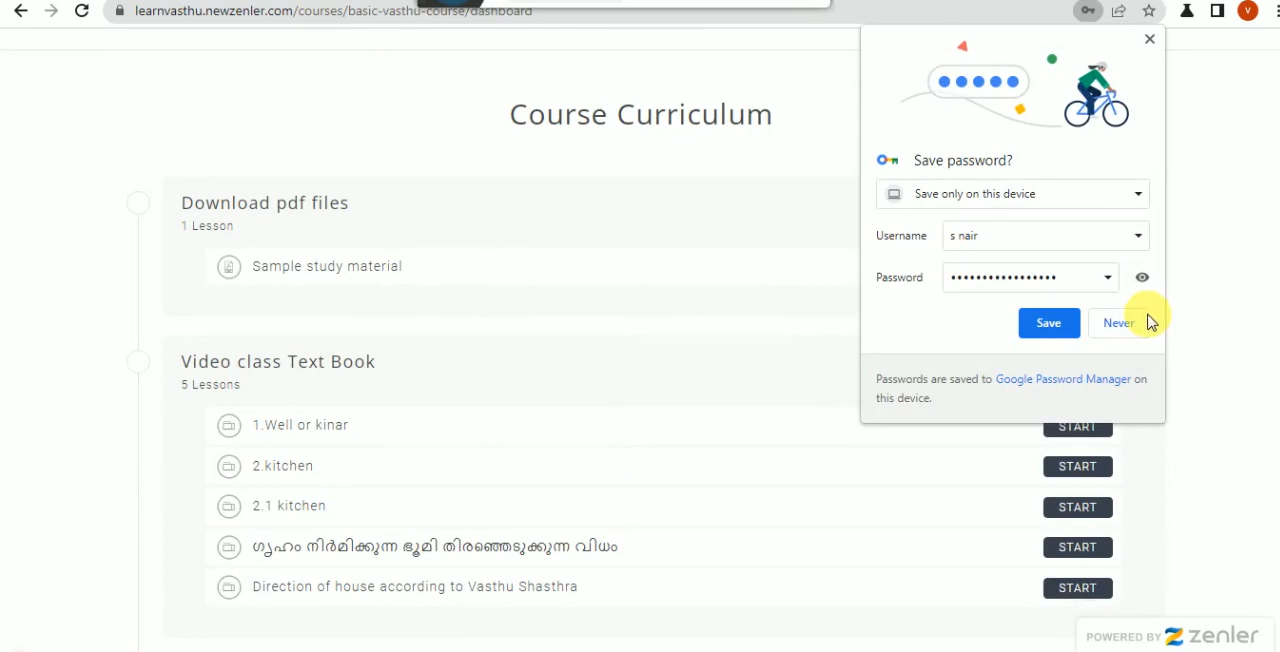 learnvasthu.newzenler.com/courses/basic-vasthu-course/dashboard
V
Course Curriculum
Download pdf files
1 Lesson
Sample study material
Video class Text Book
5 Lessons
1.Well or kinar
START
2.kitchen
START
2.1 kitchen
START
ഗൃഹം നിർമിക്കുന്ന ഭൂമി തിരഞ്ഞെടുക്കുന്ന വിധം
START
Direction of house according to Vasthu Shasthra
START
Save password?
Save only on this device
Username
s nair
Password
•••••••••••••••••
Save
Never
Passwords are saved to Google Password Manager on
this device.
POWERED BY zenler